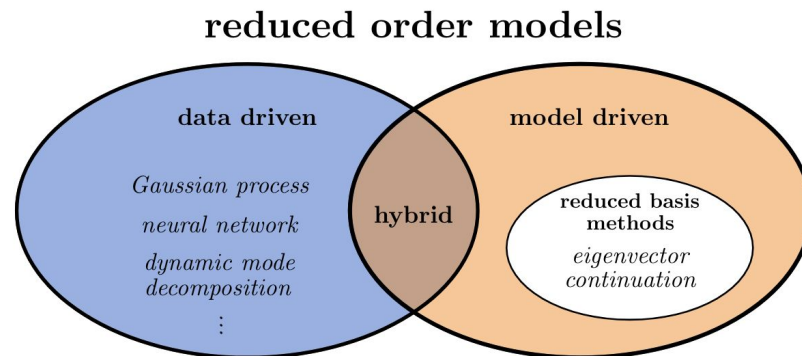 reduced order models
data driven
Gaussian process
neural network
dynamic mode
decomposition
⋮
hybrid
model driven
reduced basis
methods
eigenvector
continuation